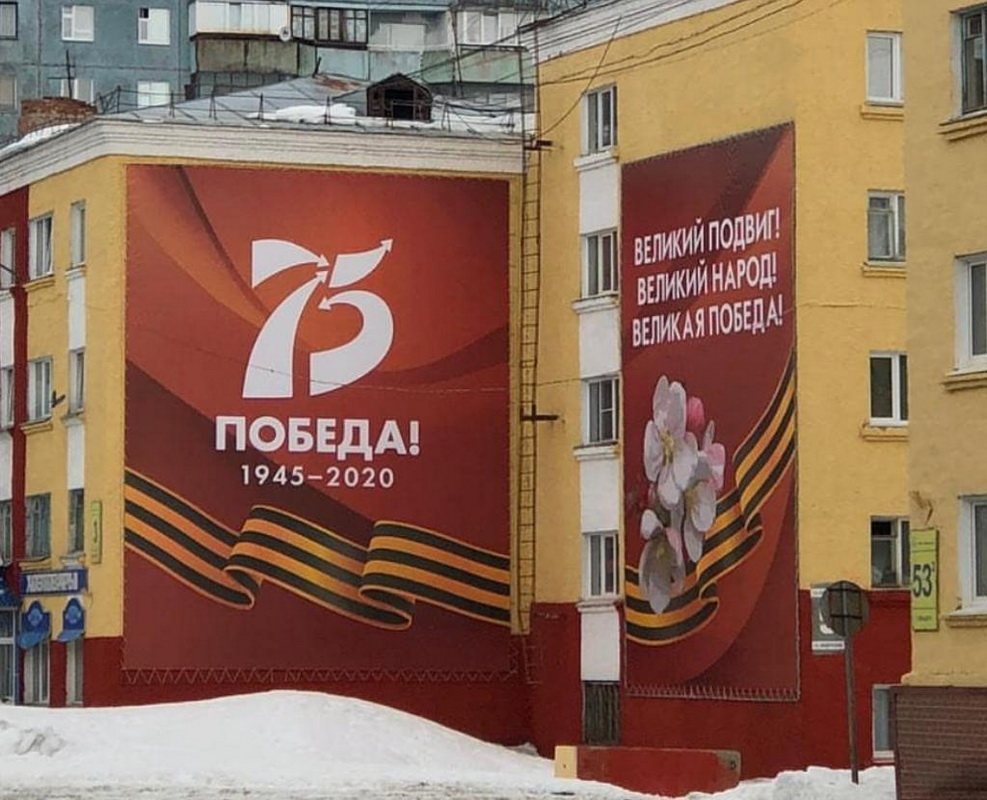 75
ПОБЕДА!
1945–2020
ВЕЛИКИЙ ПОДВИГ!
ВЕЛИКИЙ НАРОД!
ВЕЛИКАЯ ПОБЕДА!
53